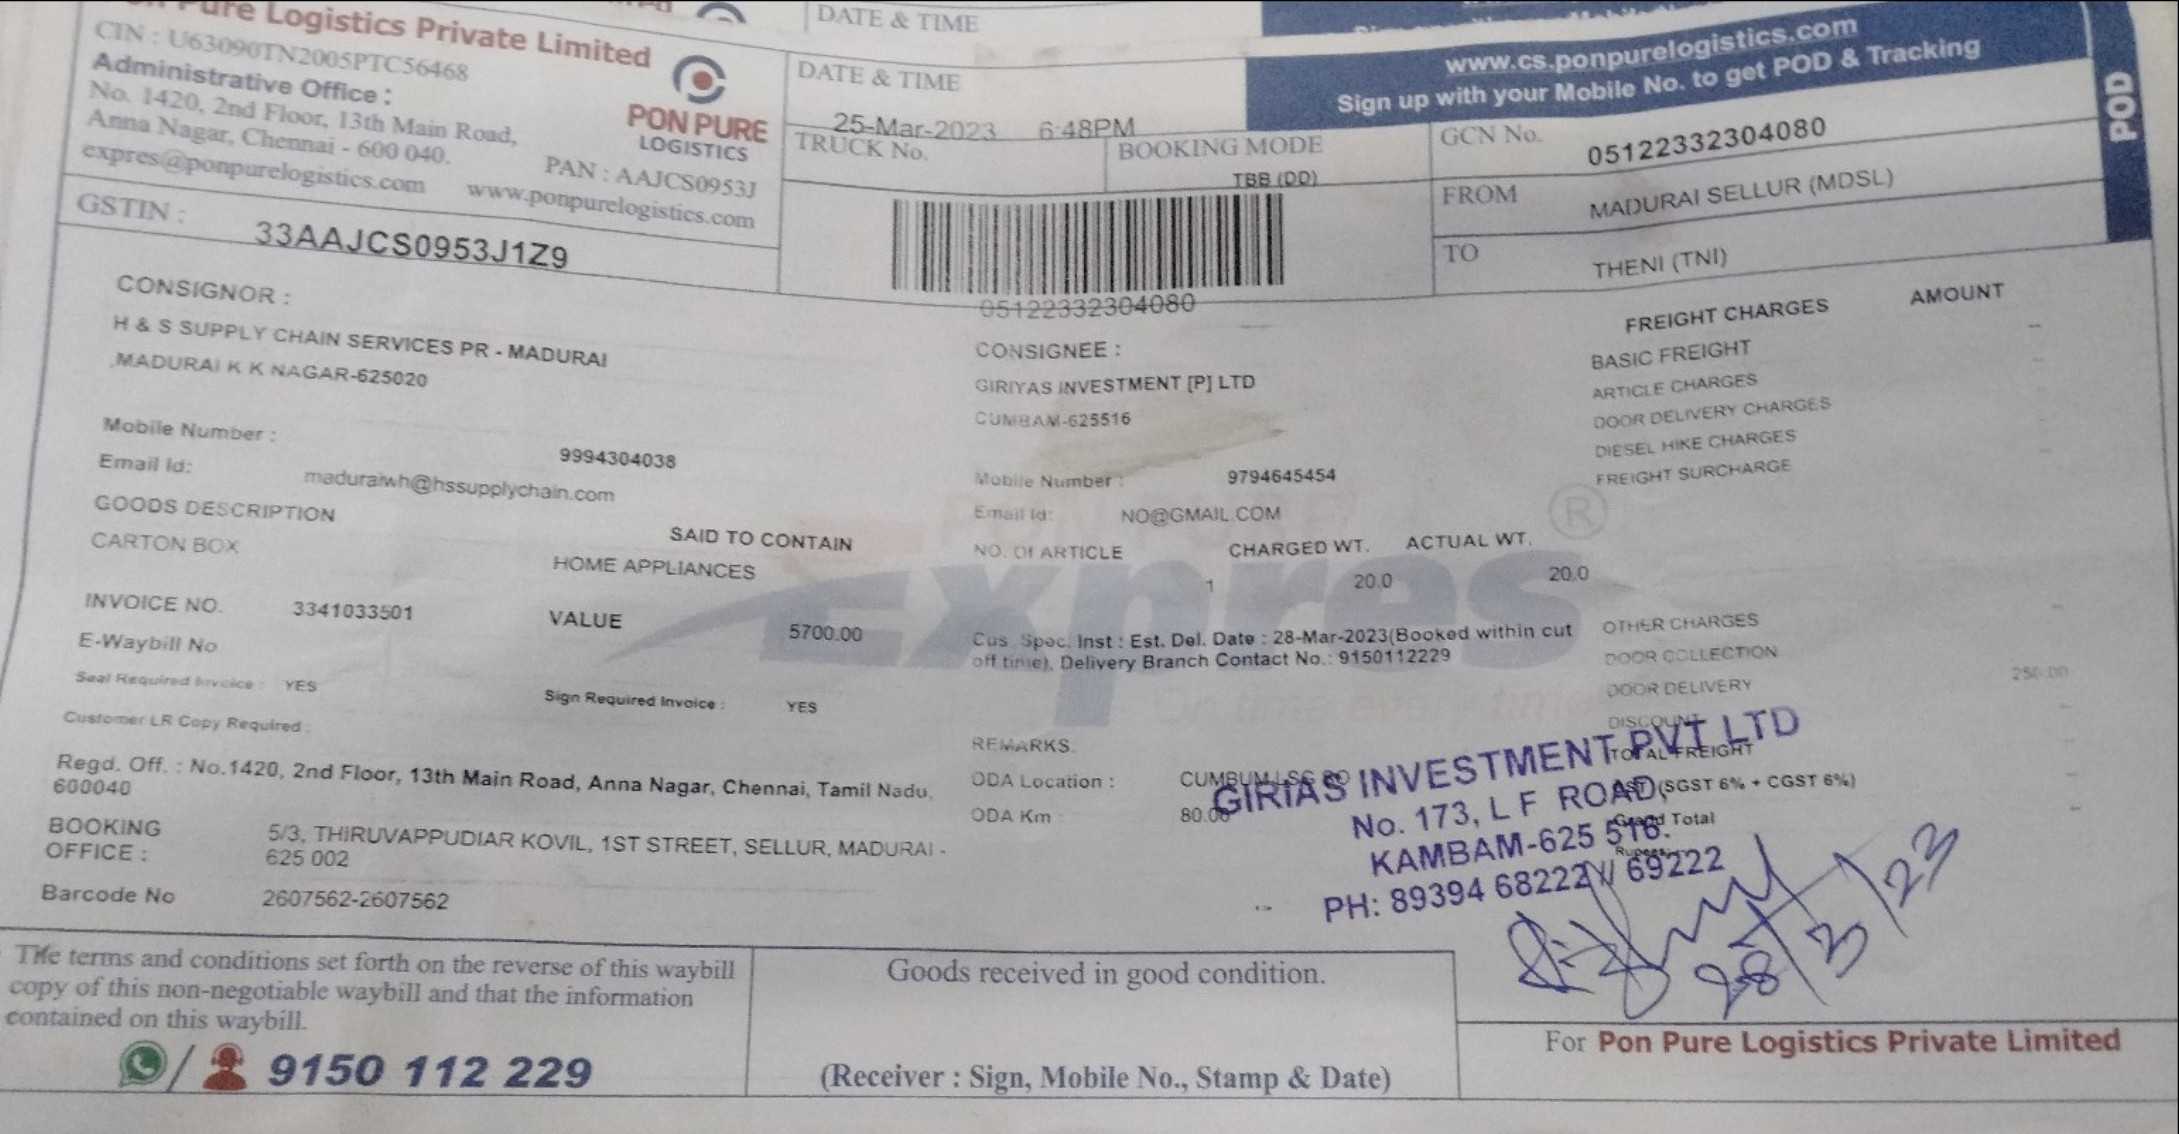 DATE & TIME
Pure Logistics Private Limited
CIN : U63090TN2005PTC56468
Administrative Office :
No. 1420, 2nd Floor, 13th Main Road,
Anna Nagar, Chennai - 600 040.
expres@ponpurelogistics.com
www.ponpurelogistics.com
PON PURE
LOGISTICS
PAN : AAJCS0953J
GSTIN :
33AAJCS0953J1Z9
DATE & TIME
25-Mar-2023 6:48PM
TRUCK No.
BOOKING MODE
TBB (DD)
05122332304080
www.cs.ponpurelogistics.com
Sign up with your Mobile No. to get POD & Tracking
POD
GCN No.
05122332304080
FROM
MADURAI SELLUR (MDSL)
TO
THENI (TNI)
CONSIGNOR :
H & S SUPPLY CHAIN SERVICES PR - MADURAI
MADURAI K K NAGAR-625020
Mobile Number :
9994304038
Email Id:
maduraiwh@hssupplychain.com
CONSIGNEE :
GIRIYAS INVESTMENT [P] LTD
CUMBAM-625516
Mobile Number :
9794645454
Email Id:
NO@GMAIL.COM
FREIGHT CHARGES AMOUNT
BASIC FREIGHT
ARTICLE CHARGES
DOOR DELIVERY CHARGES
DIESEL HIKE CHARGES
FREIGHT SURCHARGE
GOODS DESCRIPTION
SAID TO CONTAIN
CARTON BOX
HOME APPLIANCES
NO. Of ARTICLE CHARGED WT. ACTUAL WT.
1 20.0 20.0
Expres
®
INVOICE NO. 3341033501 VALUE 5700.00
E-Waybill No
Seal Required Invoice : YES
Sign Required Invoice : YES
Customer LR Copy Required :
Cus. Spec. Inst : Est. Del. Date : 28-Mar-2023(Booked within cut
off time), Delivery Branch Contact No.: 9150112229
OTHER CHARGES
DOOR COLLECTION
DOOR DELIVERY 250.00
DISCOUNT
TOTAL FREIGHT
(SGST 6% + CGST 6%)
Grand Total
Rupees
REMARKS.
ODA Location : CUMBUM
ODA Km : 80.00
Regd. Off. : No.1420, 2nd Floor, 13th Main Road, Anna Nagar, Chennai, Tamil Nadu,
600040
BOOKING
OFFICE :
5/3, THIRUVAPPUDIAR KOVIL, 1ST STREET, SELLUR, MADURAI -
625 002
Barcode No 2607562-2607562
GIRIAS INVESTMENT PVT LTD
No. 173, L F ROAD,
KAMBAM-625 516.
PH: 89394 68222 // 69222
28/3/23
The terms and conditions set forth on the reverse of this waybill
copy of this non-negotiable waybill and that the information
contained on this waybill.
/ 9150 112 229
Goods received in good condition.
(Receiver : Sign, Mobile No., Stamp & Date)
For Pon Pure Logistics Private Limited